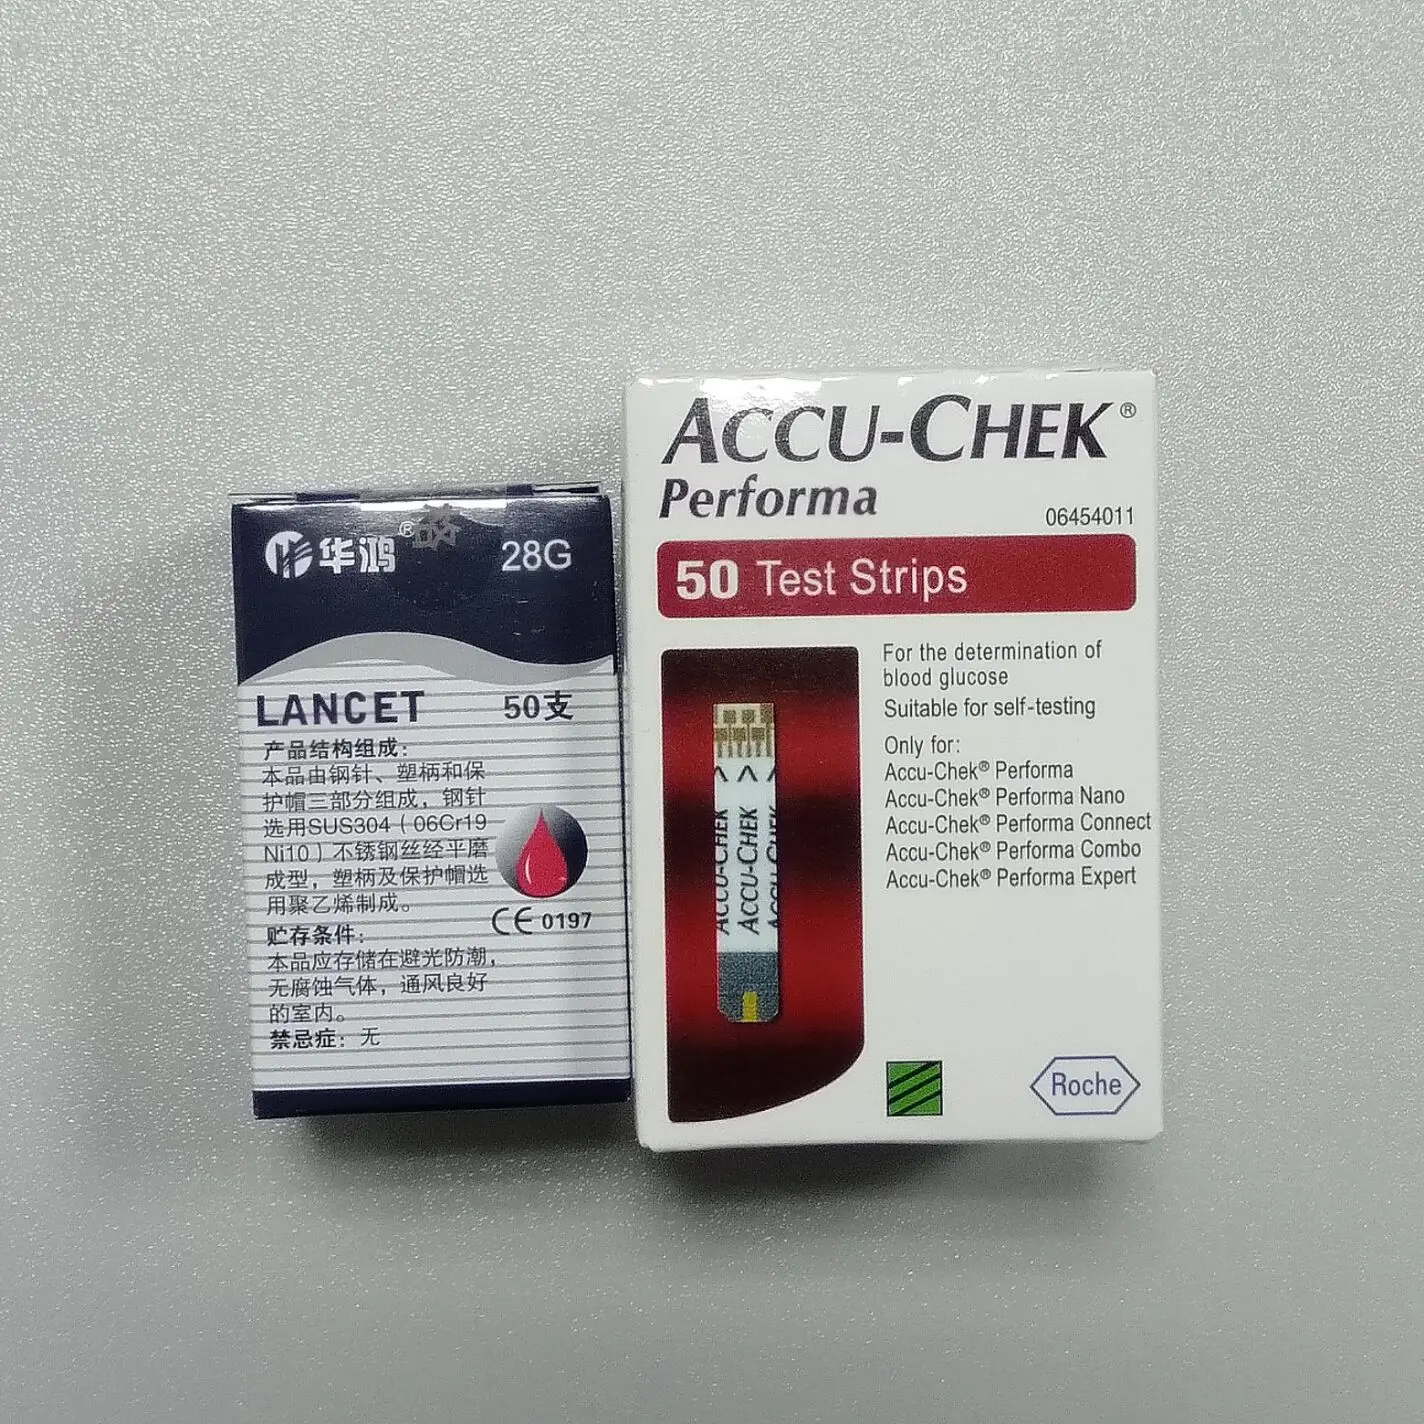 华鸿®
28G
LANCET 50支
产品结构组成：
本品由钢针、塑柄和保
护帽三部分组成，钢针
选用SUS304（06Cr19
Ni10）不锈钢丝经平磨
成型，塑柄及保护帽选
用聚乙烯制成。
CE 0197
贮存条件：
本品应存储在避光防潮，
无腐蚀气体，通风良好
的室内。
禁忌症：无
ACCU-CHEK®
Performa
06454011
50 Test Strips
For the determination of
blood glucose
Suitable for self-testing
Only for:
Accu-Chek® Performa
Accu-Chek® Performa Nano
Accu-Chek® Performa Connect
Accu-Chek® Performa Combo
Accu-Chek® Performa Expert
ACCU-CHEK
ACCU-CHEK
ACCU-CHEK
Roche